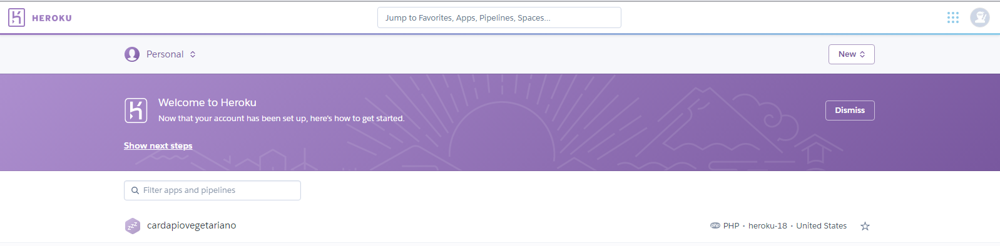 HEROKU
Jump to Favorites, Apps, Pipelines, Spaces...
Personal
New
Welcome to Heroku
Now that your account has been set up, here's how to get started.
Dismiss
Show next steps
Filter apps and pipelines
zzz cardapiovegetariano
php PHP · heroku-18 · United States